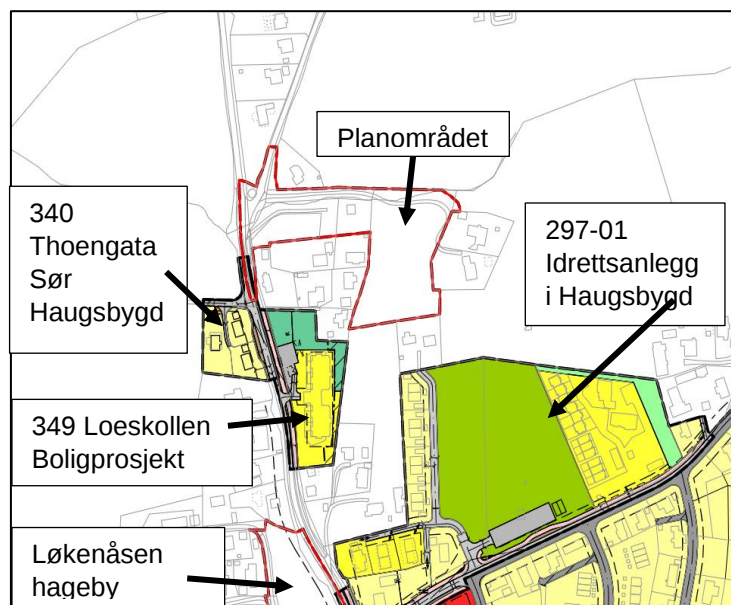 Planområdet
340
Thoengata
Sør
Haugsbygd
297-01
Idrettsanlegg
i Haugsbygd
349 Loeskollen
Boligprosjekt
Løkenåsen
hageby